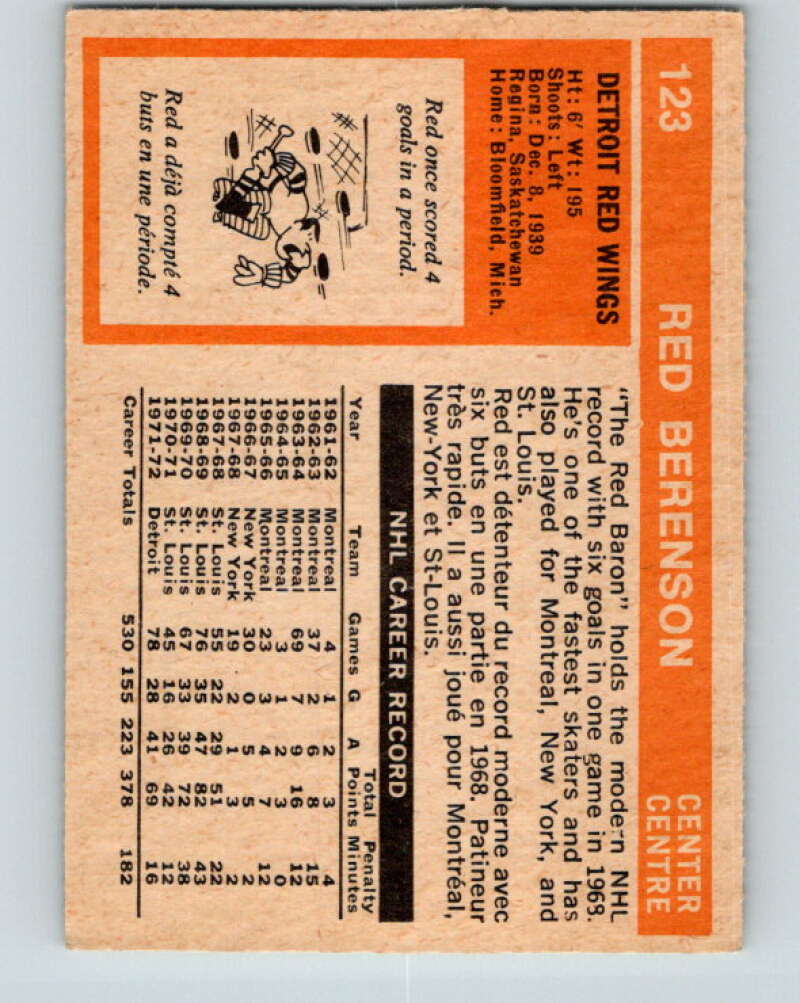 123 RED BERENSON CENTER
CENTRE
DETROIT RED WINGS
Ht: 6' Wt: 195
Shoots: Left
Born: Dec. 8, 1939
Regina, Saskatchewan
Home: Bloomfield, Mich.
Red once scored 4
goals in a period.
Red a déjà compté 4
buts en une période.
"The Red Baron" holds the modern NHL
record with six goals in one game in 1968.
He's one of the fastest skaters and has
also played for Montreal, New York, and
St. Louis.
Red est détenteur du record moderne avec
six buts en une partie en 1968. Patineur
très rapide. Il a aussi joué pour Montréal,
New-York et St-Louis.
NHL CAREER RECORD
Total Penalty
Year Team Games G A Points Minutes
1961-62 Montreal 4 1 2 3 4
1962-63 Montreal 37 2 6 8 15
1963-64 Montreal 69 7 9 16 12
1964-65 Montreal 3 1 2 3 0
1965-66 Montreal 23 3 4 7 12
1966-67 New York 30 0 5 5 2
1967-68 New York 19 2 1 3 2
1967-68 St. Louis 55 22 29 51 22
1968-69 St. Louis 76 35 47 82 43
1969-70 St. Louis 67 33 39 72 38
1970-71 St. Louis 45 16 26 42 12
1971-72 Detroit 78 28 41 69 16
Career Totals 530 155 223 378 182